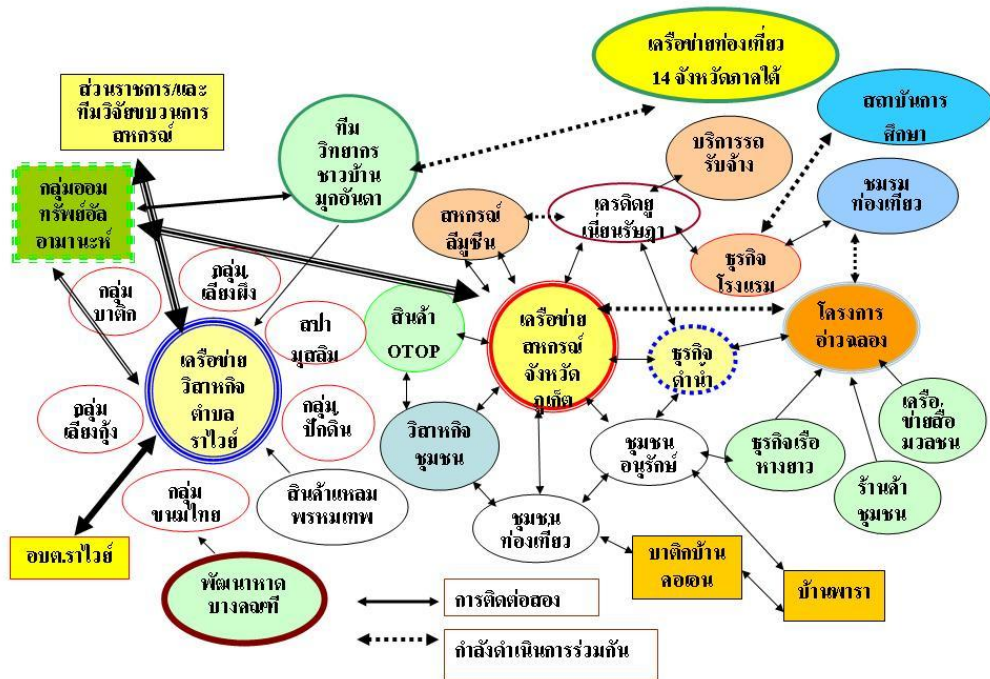 เครือข่ายท่องเที่ยว
14 จังหวัดภาคใต้
ส่วนราชการ/และ
ทีมวิจัยขบวนการ
สหกรณ์
สถาบันการ
ศึกษา
ทีม
วิทยากร
ชาวบ้าน
มุกอันดา
บริการรถ
รับจ้าง
กลุ่มออม
ทรัพย์อัล
อามานะห์
ชมรม
ท่องเที่ยว
สหกรณ์
ลีมูซีน
เครดิตยู
เนี่ยนรัษฎา
ธุรกิจ
โรงแรม
กลุ่ม
บาติก
กลุ่ม
เลี้ยงผึ้ง
สปา
มุสลิม
สินค้า
OTOP
เครือข่าย
สหกรณ์
จังหวัด
ภูเก็ต
ธุรกิจ
ดำน้ำ
โครงการ
อ่าวฉลอง
เครือข่าย
วิสาหกิจ
ตำบล
ราไวย์
กลุ่ม
เลี้ยงกุ้ง
กลุ่ม
ปักดิ้น
วิสาหกิจ
ชุมชน
ชุมชน
อนุรักษ์
ธุรกิจเรือ
หางยาว
เครือ
ข่ายสื่อ
มวลชน
กลุ่ม
ขนมไทย
สินค้าแหลม
พรหมเทพ
ชุมชน
ท่องเที่ยว
ร้านค้า
ชุมชน
อบต.ราไวย์
บาติกบ้าน
คอเอน
บ้านพารา
พัฒนาหาด
บางคณฑี
การติดต่อสอง
กำลังดำเนินการร่วมกัน